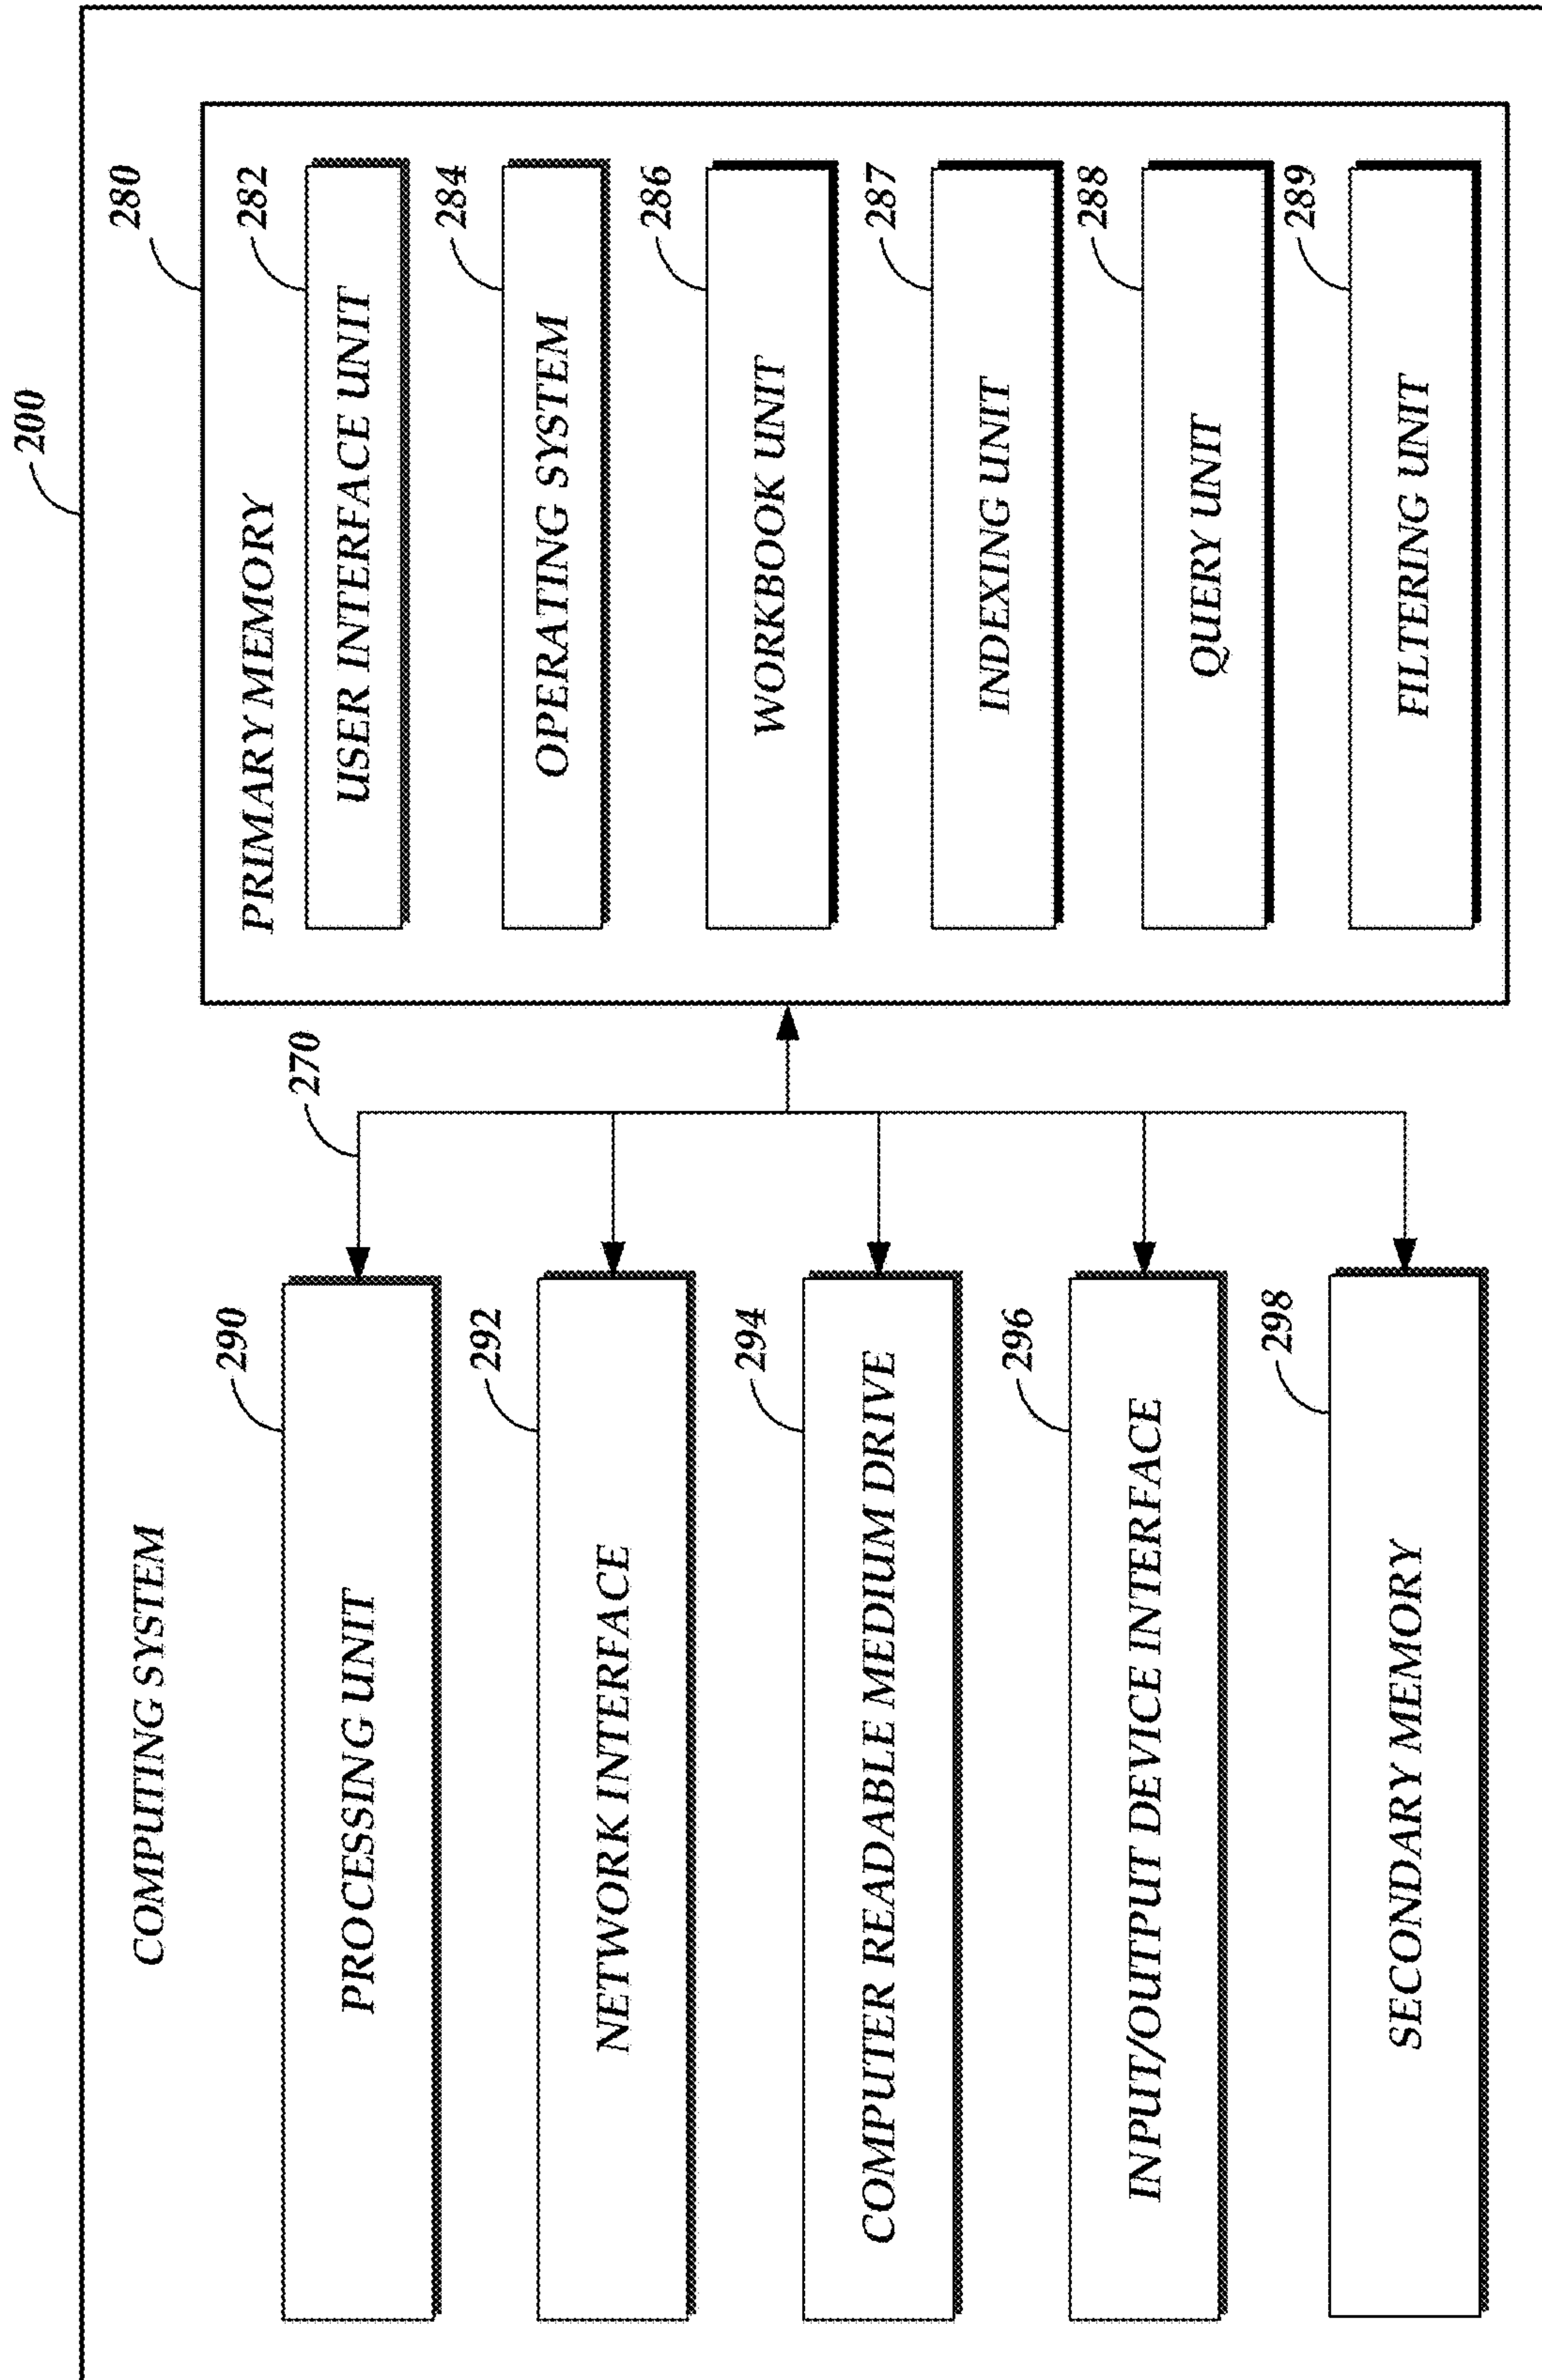 200
COMPUTING SYSTEM
290
PROCESSING UNIT
292
NETWORK INTERFACE
294
COMPUTER READABLE MEDIUM DRIVE
296
INPUT/OUTPUT DEVICE INTERFACE
298
SECONDARY MEMORY
270
280
PRIMARY MEMORY
282
USER INTERFACE UNIT
284
OPERATING SYSTEM
286
WORKBOOK UNIT
287
INDEXING UNIT
288
QUERY UNIT
289
FILTERING UNIT